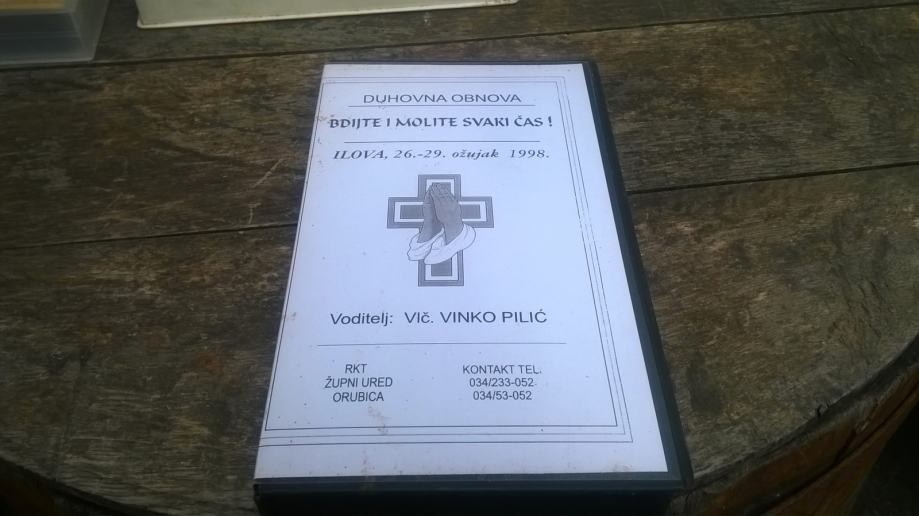 DUHOVNA OBNOVA
BDIJTE I MOLITE SVAKI ČAS !
ILOVA, 26.-29. ožujak 1998.
Voditelj: Vlč. VINKO PILIĆ
RKT
ŽUPNI URED
ORUBICA
KONTAKT TEL.
034/233-052
034/53-052